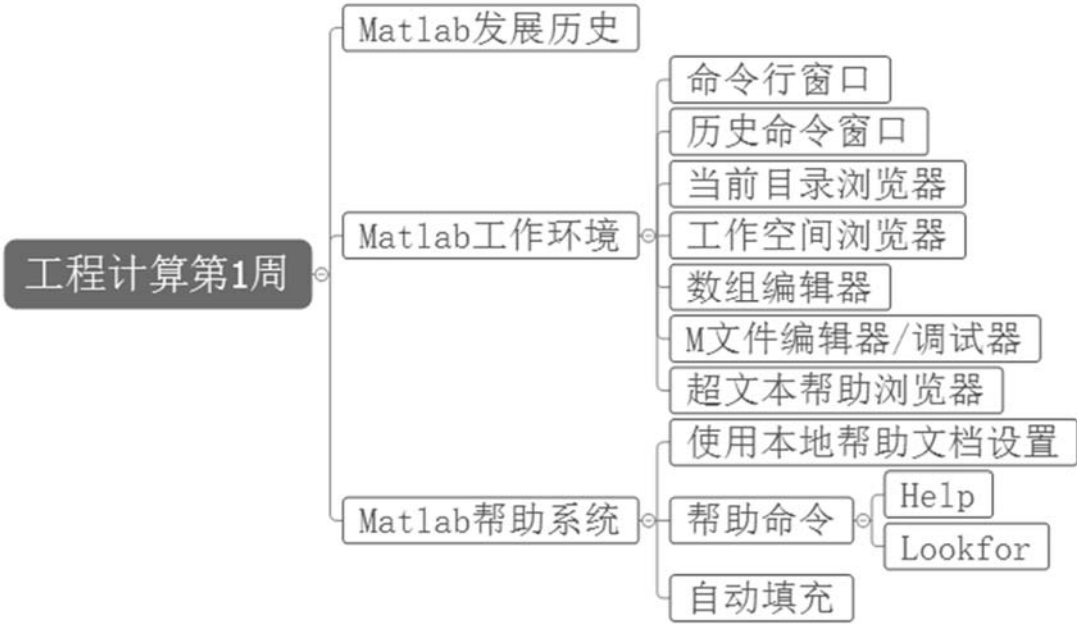 工程计算第1周
Matlab发展历史
Matlab工作环境
命令行窗口
历史命令窗口
当前目录浏览器
工作空间浏览器
数组编辑器
M文件编辑器/调试器
超文本帮助浏览器
Matlab帮助系统
使用本地帮助文档设置
帮助命令
Help
Lookfor
自动填充